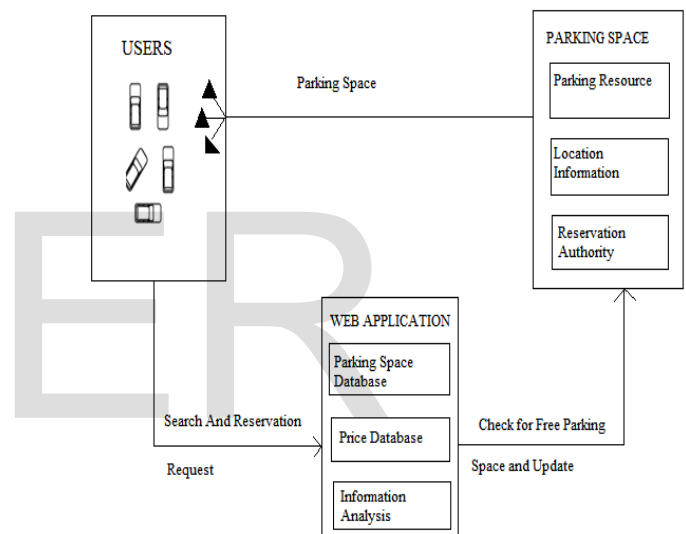 USERS
Parking Space
PARKING SPACE
Parking Resource
Location
Information
Reservation
Authority
WEB APPLICATION
Parking Space
Database
Price Database
Information
Analysis
Search And Reservation
Request
Check for Free Parking
Space and Update
ER